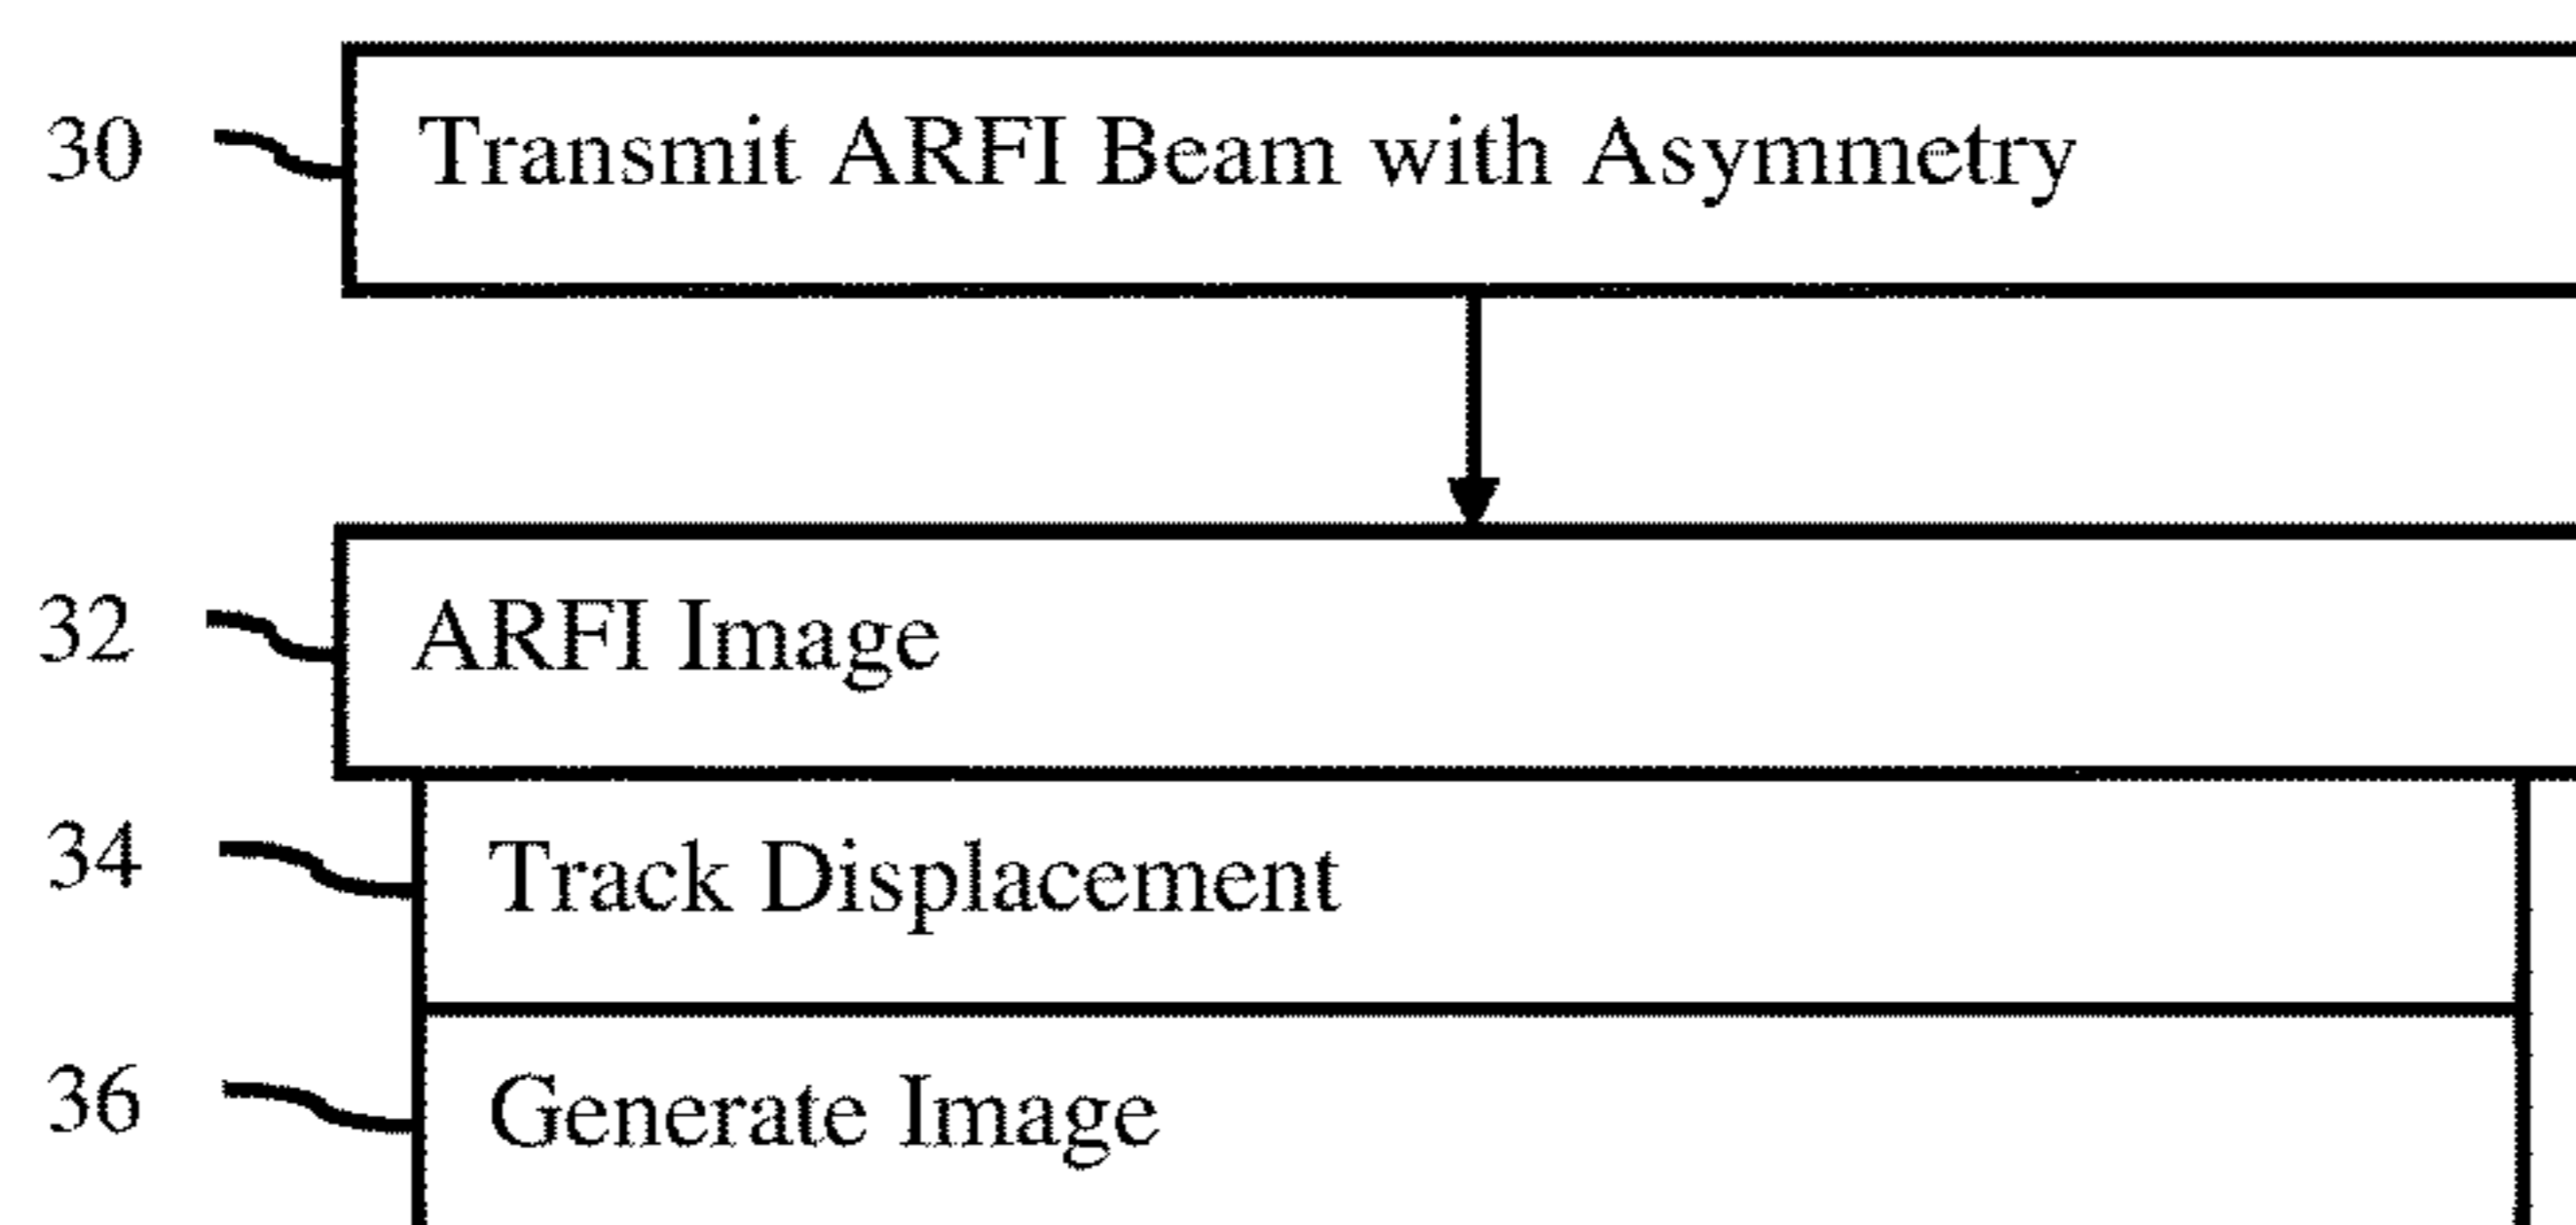 30 Transmit ARFI Beam with Asymmetry
32 ARFI Image
34 Track Displacement
36 Generate Image